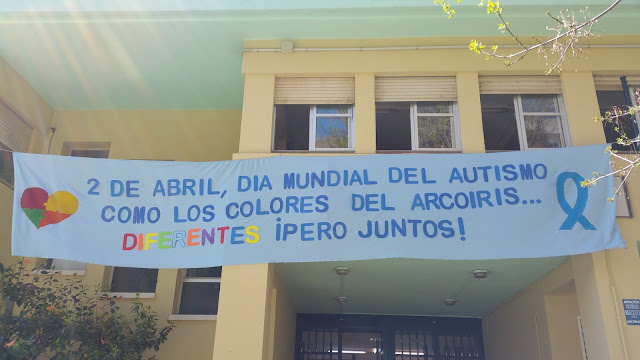 2 DE ABRIL, DIA MUNDIAL DEL AUTISMO
COMO LOS COLORES DEL ARCOIRIS...
DIFERENTES ¡PERO JUNTOS!